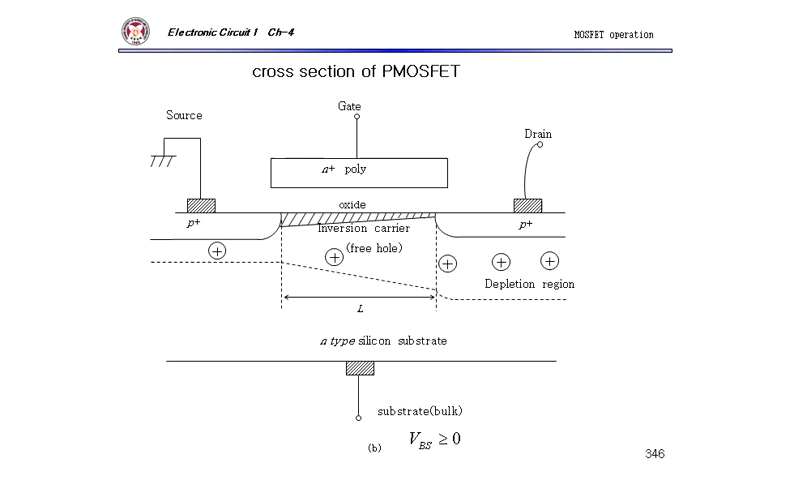 Electronic Circuit 1 Ch-4
MOSFET operation
cross section of PMOSFET
Gate
Source
Drain
n+ poly
oxide
p+
p+
Inversion carrier
(free hole)
+ + + + +
Depletion region
L
n type silicon substrate
substrate(bulk)
(b) V_BS ≥ 0
346